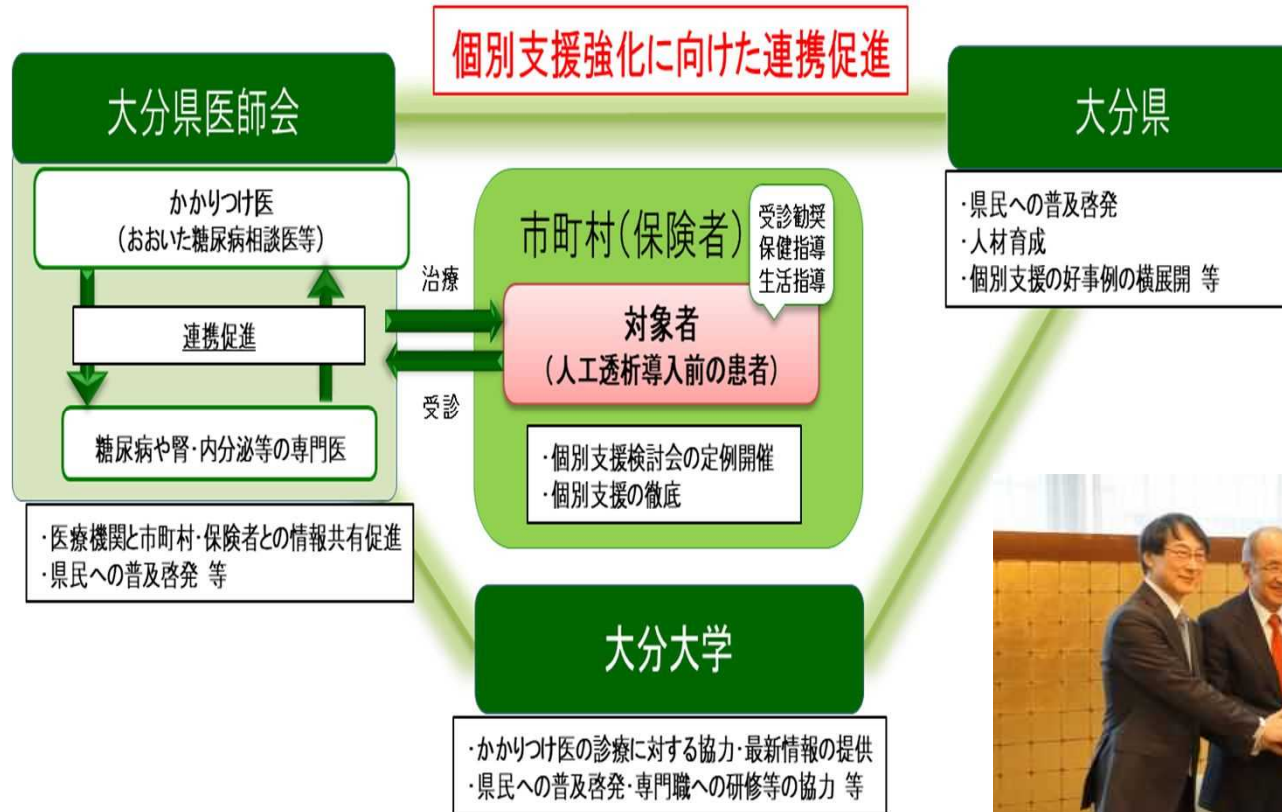 個別支援強化に向けた連携促進
大分県医師会
かかりつけ医
(おおいた糖尿病相談医等)
連携促進
糖尿病や腎・内分泌等の専門医
・医療機関と市町村・保険者との情報共有促進
・県民への普及啓発 等
治療
受診
市町村(保険者)
受診勧奨
保健指導
生活指導
対象者
(人工透析導入前の患者)
・個別支援検討会の定例開催
・個別支援の徹底
大分県
・県民への普及啓発
・人材育成
・個別支援の好事例の横展開 等
大分大学
・かかりつけ医の診療に対する協力・最新情報の提供
・県民への普及啓発・専門職への研修等の協力 等